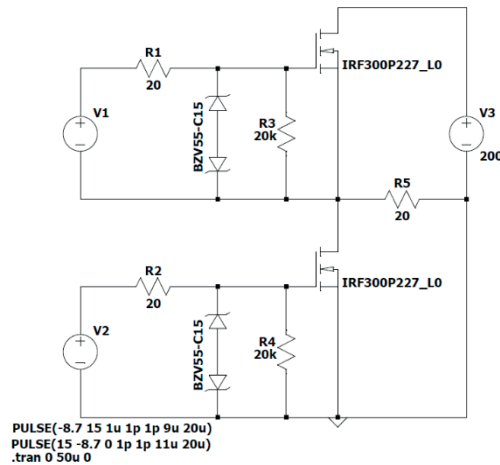 R1
20
IRF300P227_L0
V1
BZV55-C15
R3
20k
V3
200
R5
20
R2
20
IRF300P227_L0
V2
BZV55-C15
R4
20k
PULSE(-8.7 15 1u 1p 1p 9u 20u)
PULSE(15 -8.7 0 1p 1p 11u 20u)
.tran 0 50u 0